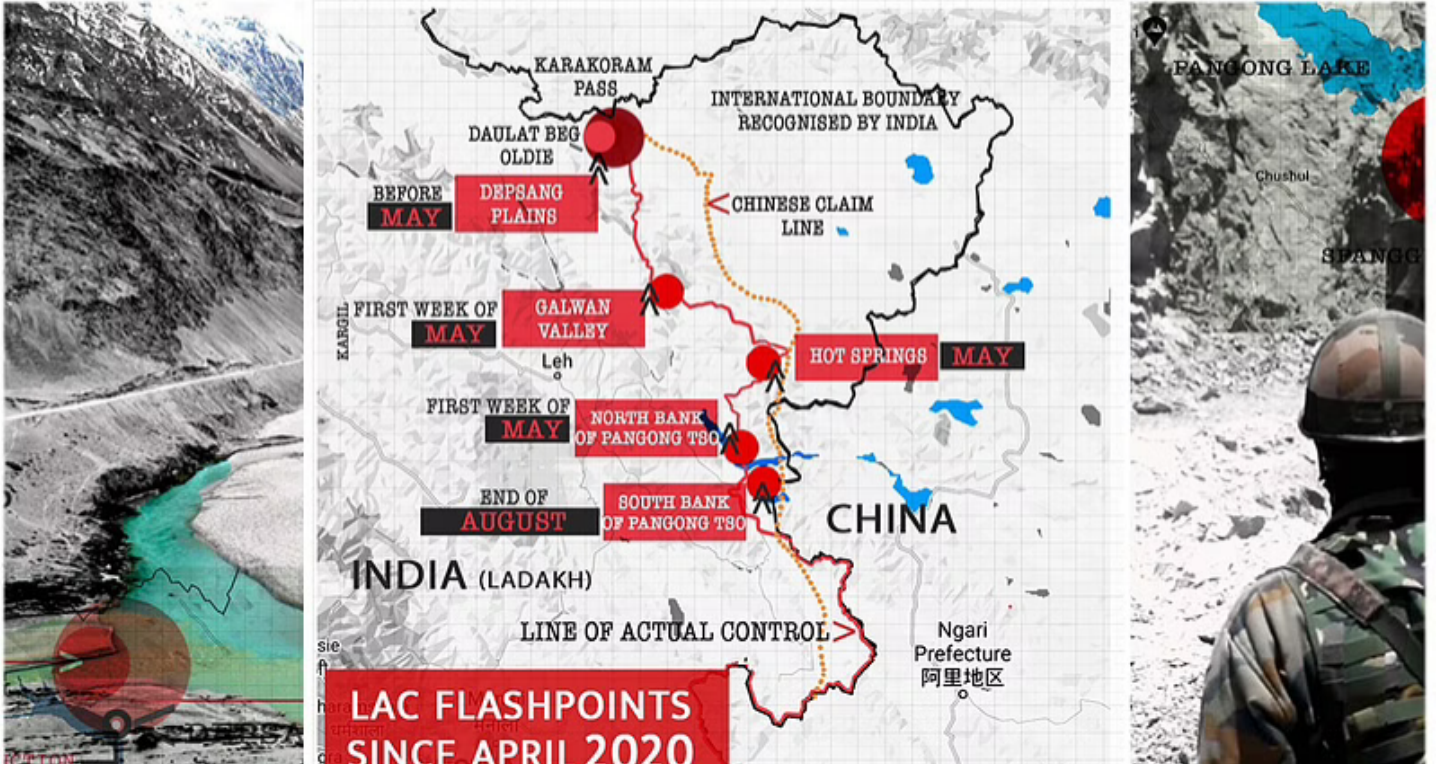 KARAKORAM
PASS
INTERNATIONAL BOUNDARY
RECOGNISED BY INDIA
DAULAT BEG
OLDIE
BEFORE
MAY
DEPSANG
PLAINS
CHINESE CLAIM
LINE
KARGIL
FIRST WEEK OF
MAY
GALWAN
VALLEY
Leh
HOT SPRINGS
MAY
FIRST WEEK OF
MAY
NORTH BANK
OF PANGONG TSO
END OF
AUGUST
SOUTH BANK
OF PANGONG TSO
CHINA
INDIA (LADAKH)
LINE OF ACTUAL CONTROL
Ngari
Prefecture
阿里地区
LAC FLASHPOINTS
SINCE APRIL 2020
PANGONG LAKE
Chushul
SPANGG